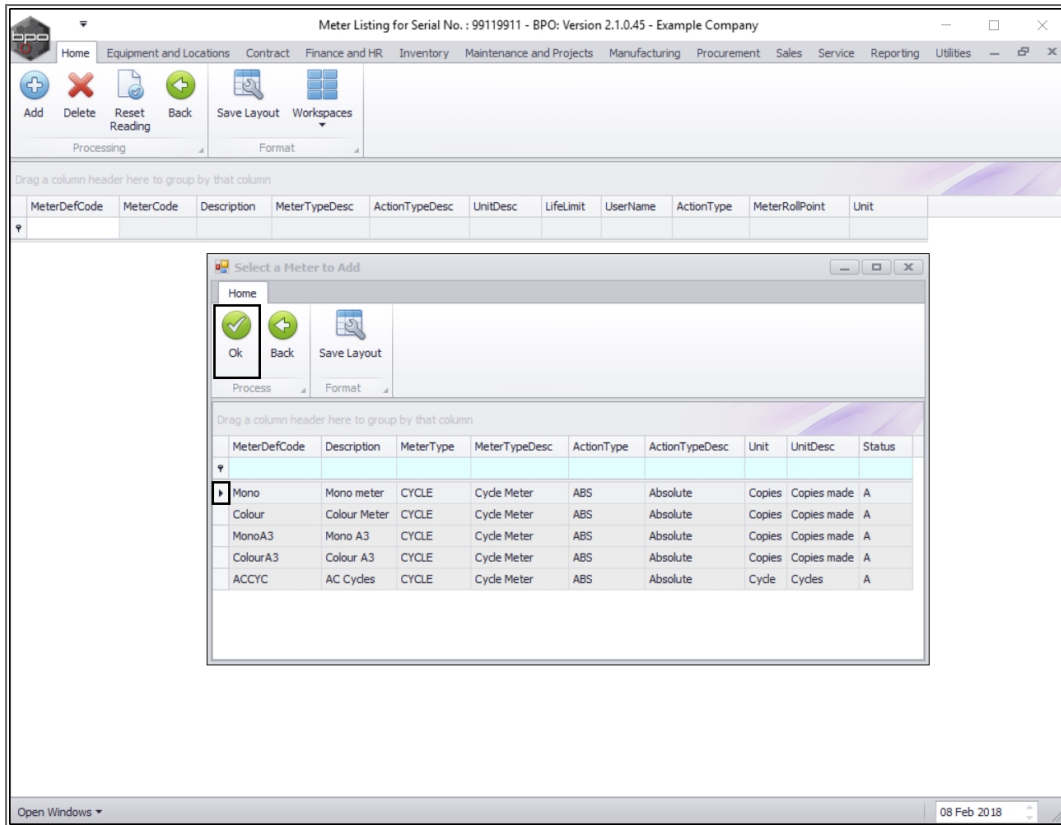 bpo
Meter Listing for Serial No. : 99119911 - BPO: Version 2.1.0.45 - Example Company
Home Equipment and Locations Contract Finance and HR Inventory Maintenance and Projects Manufacturing Procurement Sales Service Reporting Utilities
Add Delete Reset Reading Back Save Layout Workspaces
Processing Format
Drag a column header here to group by that column
MeterDefCode MeterCode Description MeterTypeDesc ActionTypeDesc UnitDesc LifeLimit UserName ActionType MeterRollPoint Unit
Select a Meter to Add
Home
Ok Back Save Layout
Process Format
Drag a column header here to group by that column
MeterDefCode Description MeterType MeterTypeDesc ActionType ActionTypeDesc Unit UnitDesc Status
Mono Mono meter CYCLE Cycle Meter ABS Absolute Copies Copies made A
Colour Colour Meter CYCLE Cycle Meter ABS Absolute Copies Copies made A
MonoA3 Mono A3 CYCLE Cycle Meter ABS Absolute Copies Copies made A
ColourA3 Colour A3 CYCLE Cycle Meter ABS Absolute Copies Copies made A
ACCYC AC Cycles CYCLE Cycle Meter ABS Absolute Cycle Cycles A
Open Windows 08 Feb 2018